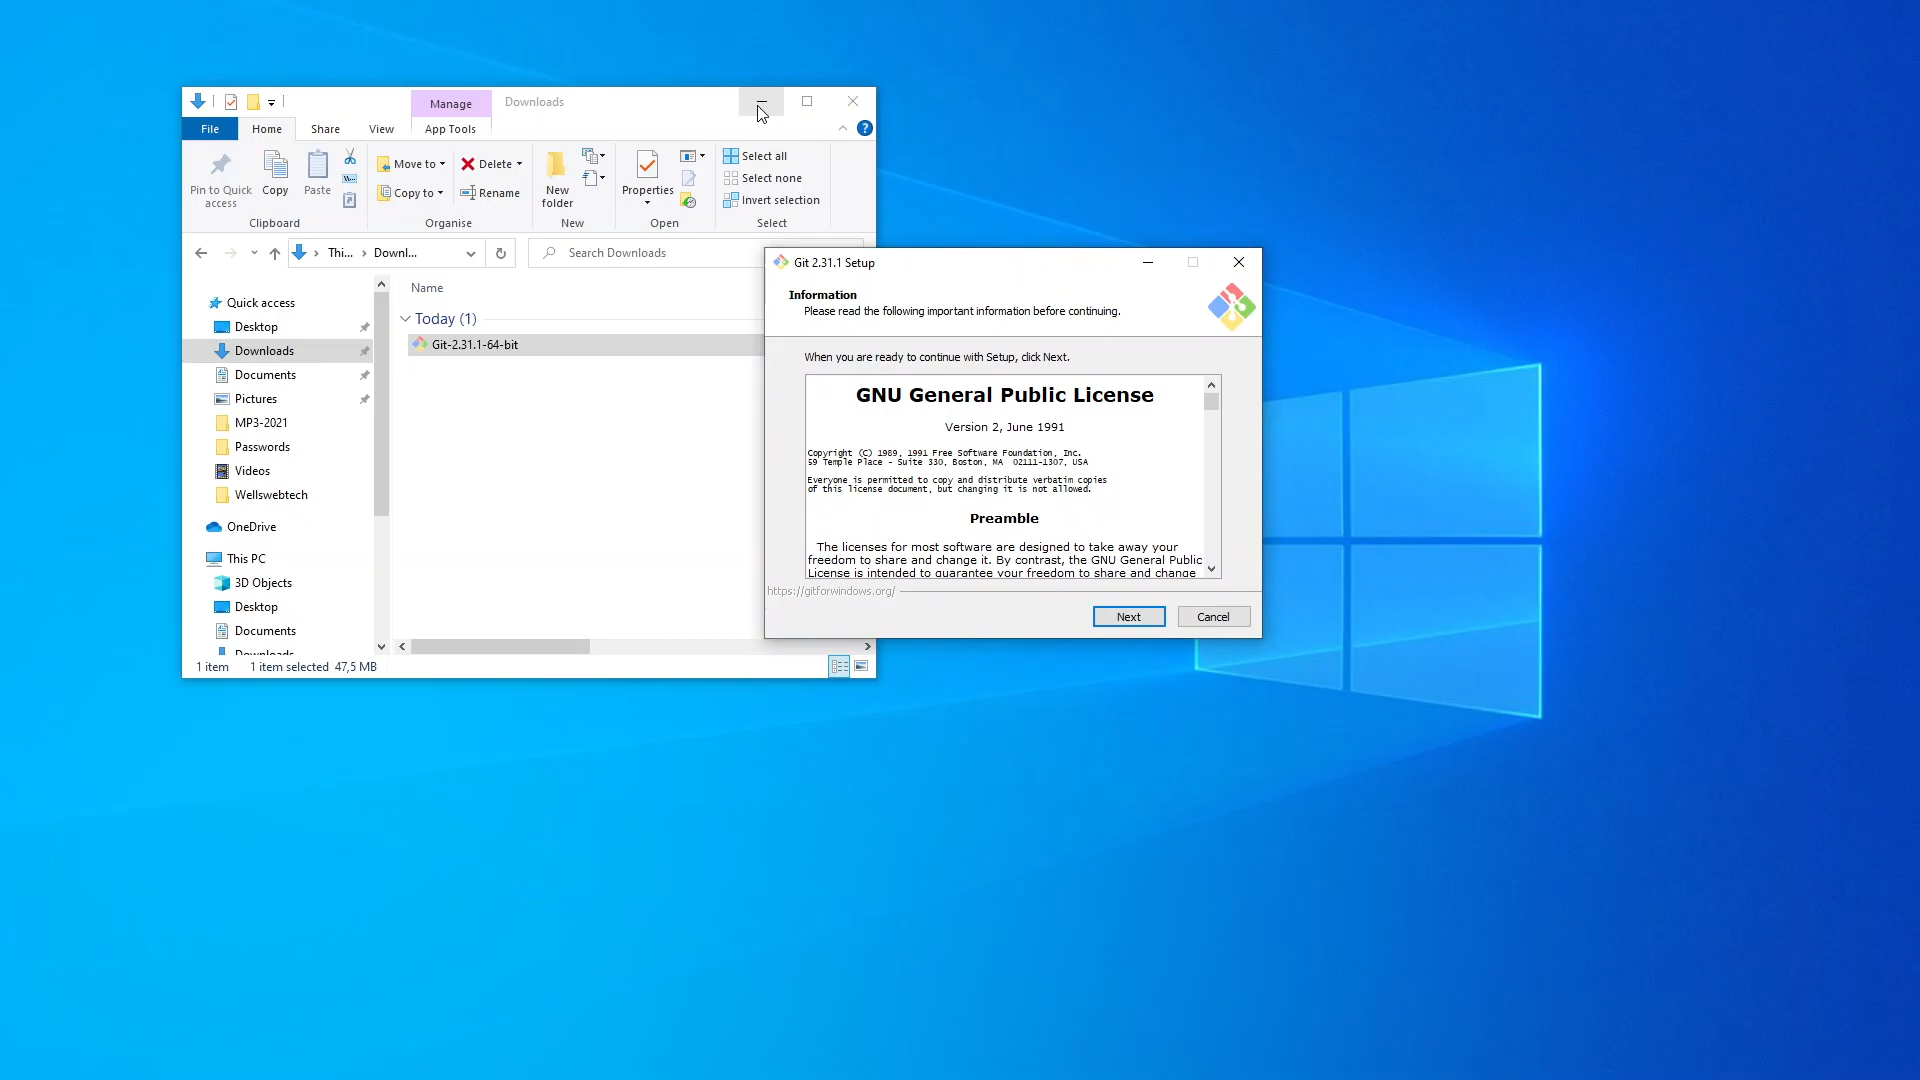 Manage
Downloads
File
Home
Share
View
App Tools
Pin to Quick access
Copy
Paste
Move to
Copy to
Delete
Rename
New folder
Properties
Select all
Select none
Invert selection
Clipboard
Organise
New
Open
Select
Thi...
Downl...
Search Downloads
Quick access
Desktop
Downloads
Documents
Pictures
MP3-2021
Passwords
Videos
Wellswebtech
OneDrive
This PC
3D Objects
Desktop
Documents
Downloads
Name
Today (1)
Git-2.31.1-64-bit
1 item
1 item selected 47,5 MB
Git 2.31.1 Setup
Information
Please read the following important information before continuing.
When you are ready to continue with Setup, click Next.
GNU General Public License
Version 2, June 1991
Copyright (C) 1989, 1991 Free Software Foundation, Inc.
59 Temple Place - Suite 330, Boston, MA 02111-1307, USA
Everyone is permitted to copy and distribute verbatim copies
of this license document, but changing it is not allowed.
Preamble
The licenses for most software are designed to take away your
freedom to share and change it. By contrast, the GNU General Public
License is intended to guarantee your freedom to share and change
https://gitforwindows.org/
Next
Cancel